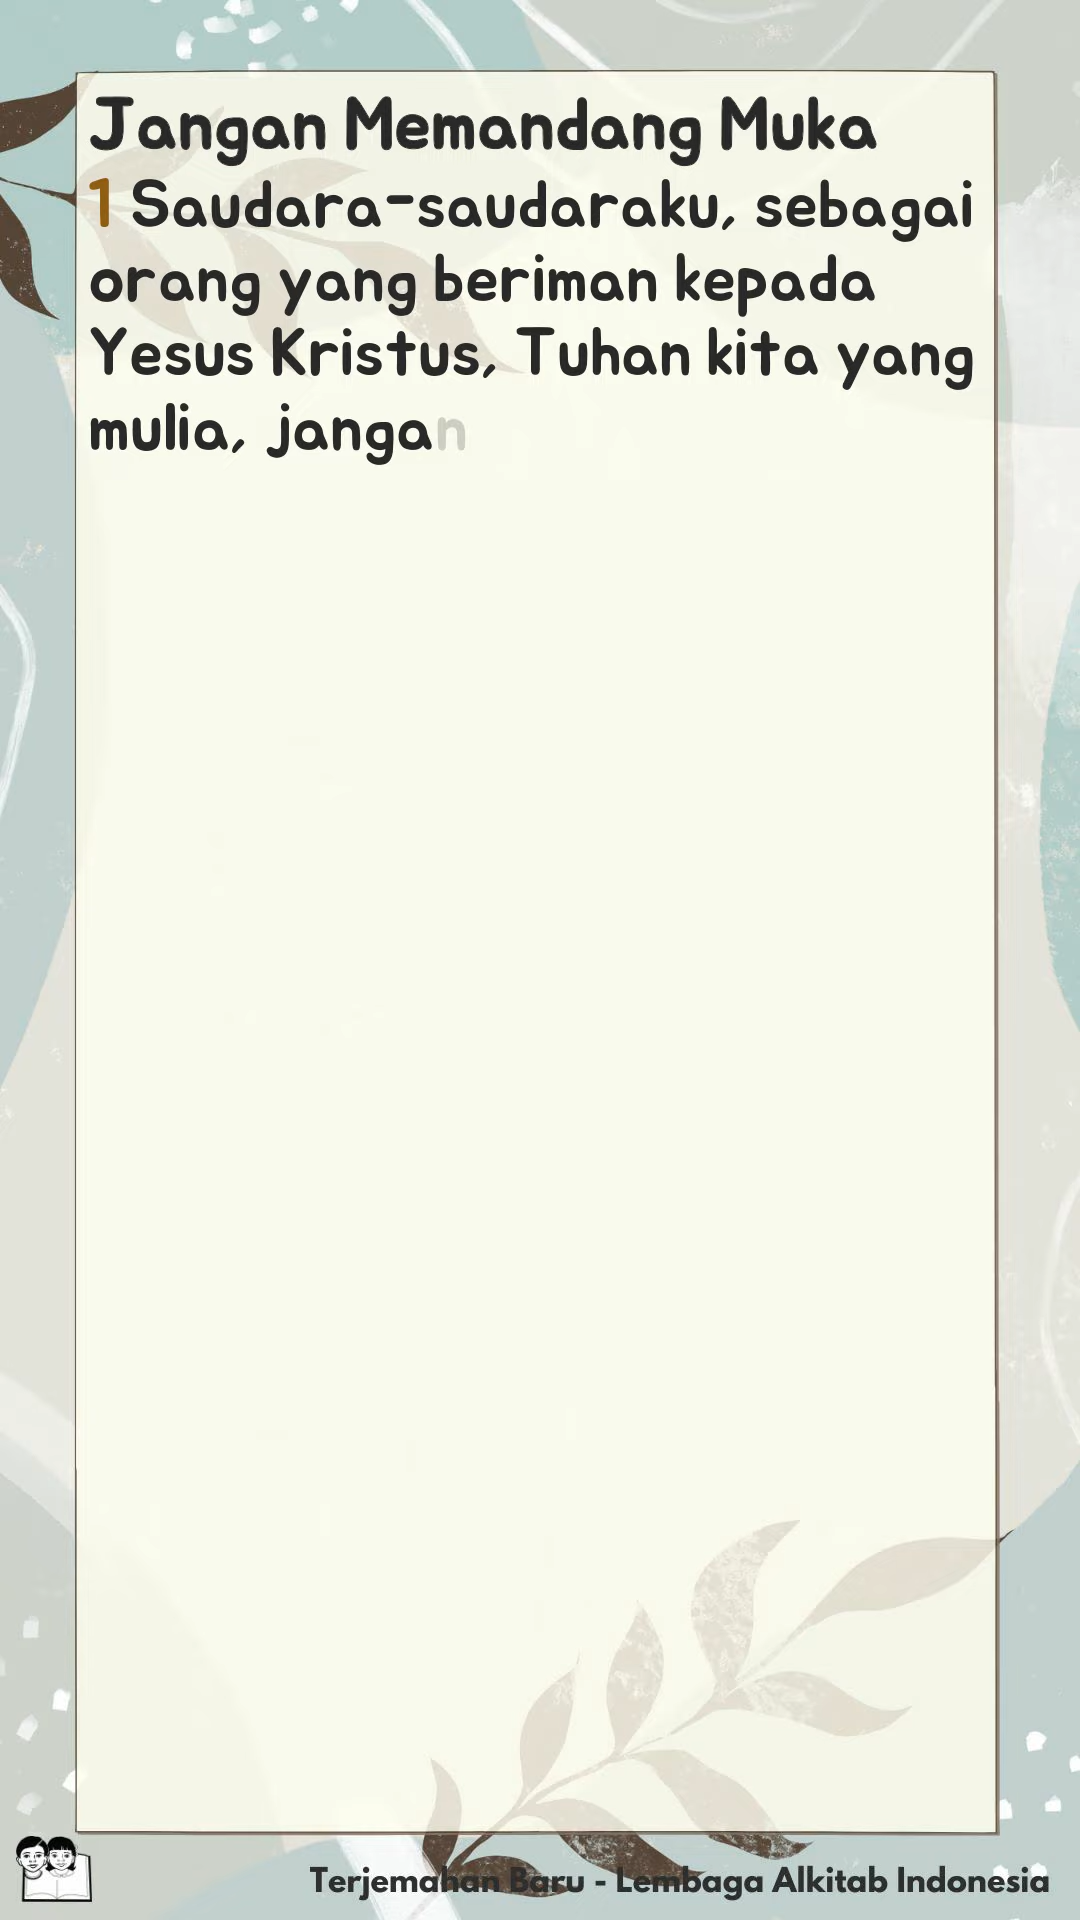 Jangan Memandang Muka
1 Saudara-saudaraku, sebagai
orang yang beriman kepada
Yesus Kristus, Tuhan kita yang
mulia, jangan
Terjemahan Baru - Lembaga Alkitab Indonesia